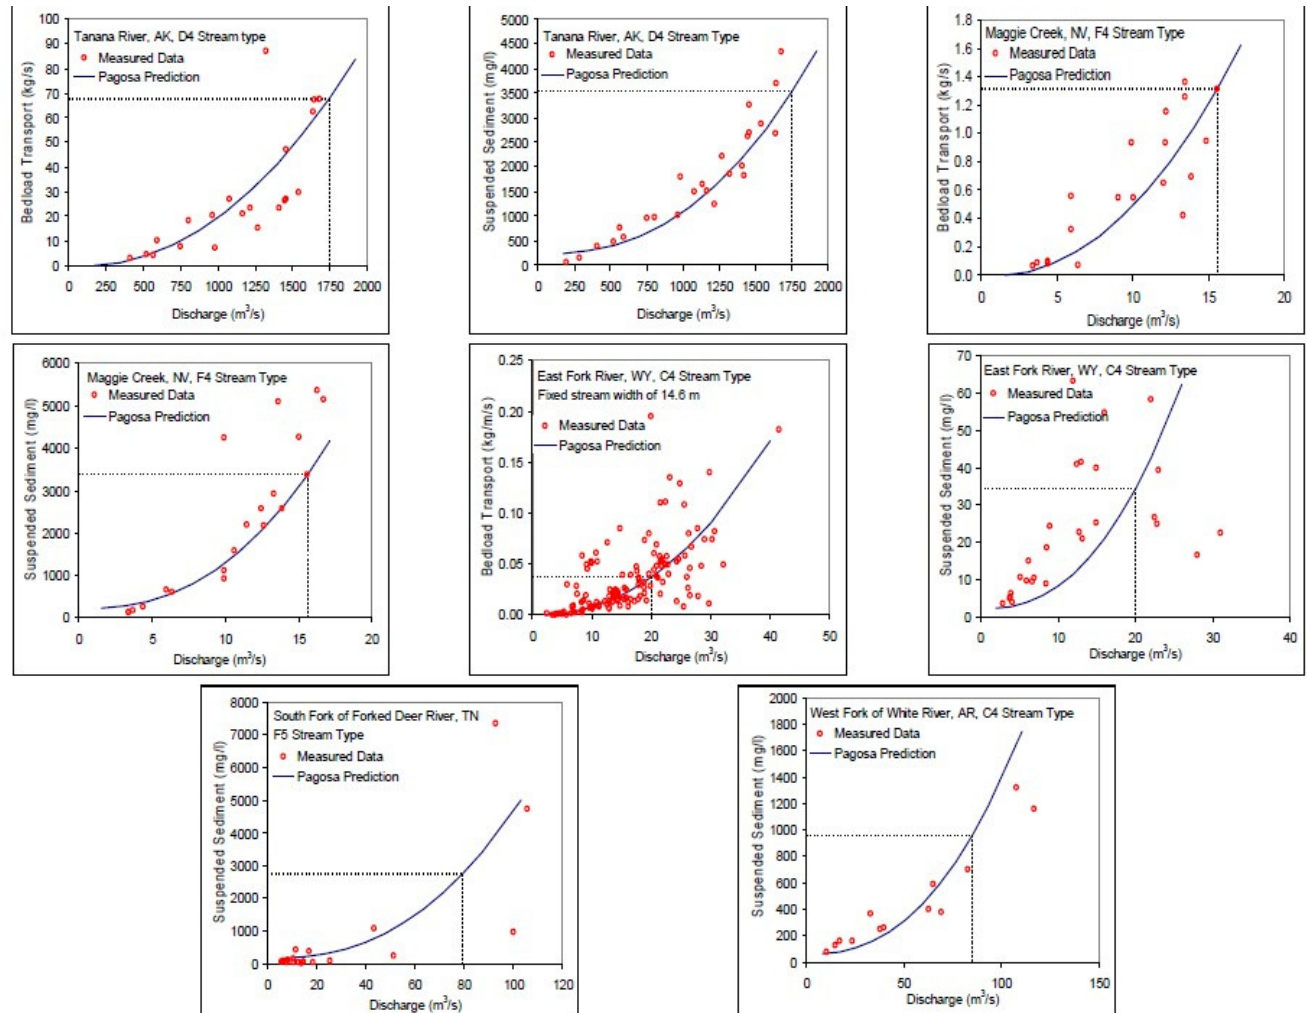 Tanana River, AK, D4 Stream type
Measured Data
Pagosa Prediction
Bedload Transport (kg/s)
100
90
80
70
60
50
40
30
20
10
0
0 250 500 750 1000 1250 1500 1750 2000
Discharge (m³/s)
Tanana River, AK, D4 Stream Type
Measured Data
Pagosa Prediction
Suspended Sediment (mg/l)
5000
4500
4000
3500
3000
2500
2000
1500
1000
500
0
0 250 500 750 1000 1250 1500 1750 2000
Discharge (m³/s)
Maggie Creek, NV, F4 Stream Type
Measured Data
Pagosa Prediction
Bedload Transport (kg/s)
1.8
1.6
1.4
1.2
1.0
0.8
0.6
0.4
0.2
0.0
0 5 10 15 20
Discharge (m³/s)
Maggie Creek, NV, F4 Stream Type
Measured Data
Pagosa Prediction
Suspended Sediment (mg/l)
6000
5000
4000
3000
2000
1000
0
0 5 10 15 20
Discharge (m³/s)
East Fork River, WY, C4 Stream Type
Fixed stream width of 14.6 m
Measured Data
Pagosa Prediction
Bedload Transport (kg/m/s)
0.25
0.20
0.15
0.10
0.05
0.00
0 10 20 30 40 50
Discharge (m³/s)
East Fork River, WY, C4 Stream Type
Measured Data
Pagosa Prediction
Suspended Sediment (mg/l)
70
60
50
40
30
20
10
0
0 10 20 30 40
Discharge (m³/s)
South Fork of Forked Deer River, TN
F5 Stream Type
Measured Data
Pagosa Prediction
Suspended Sediment (mg/l)
8000
7000
6000
5000
4000
3000
2000
1000
0
0 20 40 60 80 100 120
Discharge (m³/s)
West Fork of White River, AR, C4 Stream Type
Measured Data
Pagosa Prediction
Suspended Sediment (mg/l)
2000
1800
1600
1400
1200
1000
800
600
400
200
0
0 50 100 150
Discharge (m³/s)